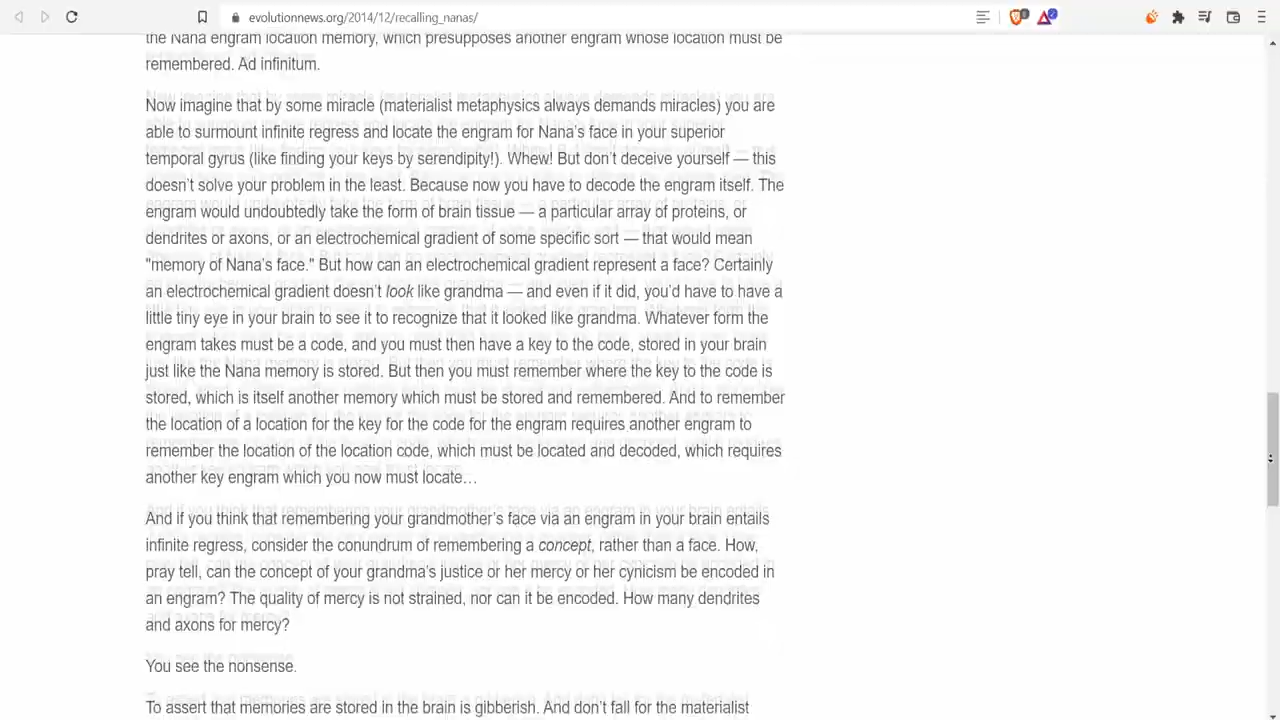 evolutionnews.org/2014/12/recalling_nanas/
the Nana engram location memory, which presupposes another engram whose location must be
remembered. Ad infinitum.
Now imagine that by some miracle (materialist metaphysics always demands miracles) you are
able to surmount infinite regress and locate the engram for Nana's face in your superior
temporal gyrus (like finding your keys by serendipity!). Whew! But don't deceive yourself — this
doesn't solve your problem in the least. Because now you have to decode the engram itself. The
engram would undoubtedly take the form of brain tissue — a particular array of proteins, or
dendrites or axons, or an electrochemical gradient of some specific sort — that would mean
"memory of Nana's face." But how can an electrochemical gradient represent a face? Certainly
an electrochemical gradient doesn't look like grandma — and even if it did, you'd have to have a
little tiny eye in your brain to see it to recognize that it looked like grandma. Whatever form the
engram takes must be a code, and you must then have a key to the code, stored in your brain
just like the Nana memory is stored. But then you must remember where the key to the code is
stored, which is itself another memory which must be stored and remembered. And to remember
the location of a location for the key for the code for the engram requires another engram to
remember the location of the location code, which must be located and decoded, which requires
another key engram which you now must locate…
And if you think that remembering your grandmother's face via an engram in your brain entails
infinite regress, consider the conundrum of remembering a concept, rather than a face. How,
pray tell, can the concept of your grandma's justice or her mercy or her cynicism be encoded in
an engram? The quality of mercy is not strained, nor can it be encoded. How many dendrites
and axons for mercy?
You see the nonsense.
To assert that memories are stored in the brain is gibberish. And don't fall for the materialist